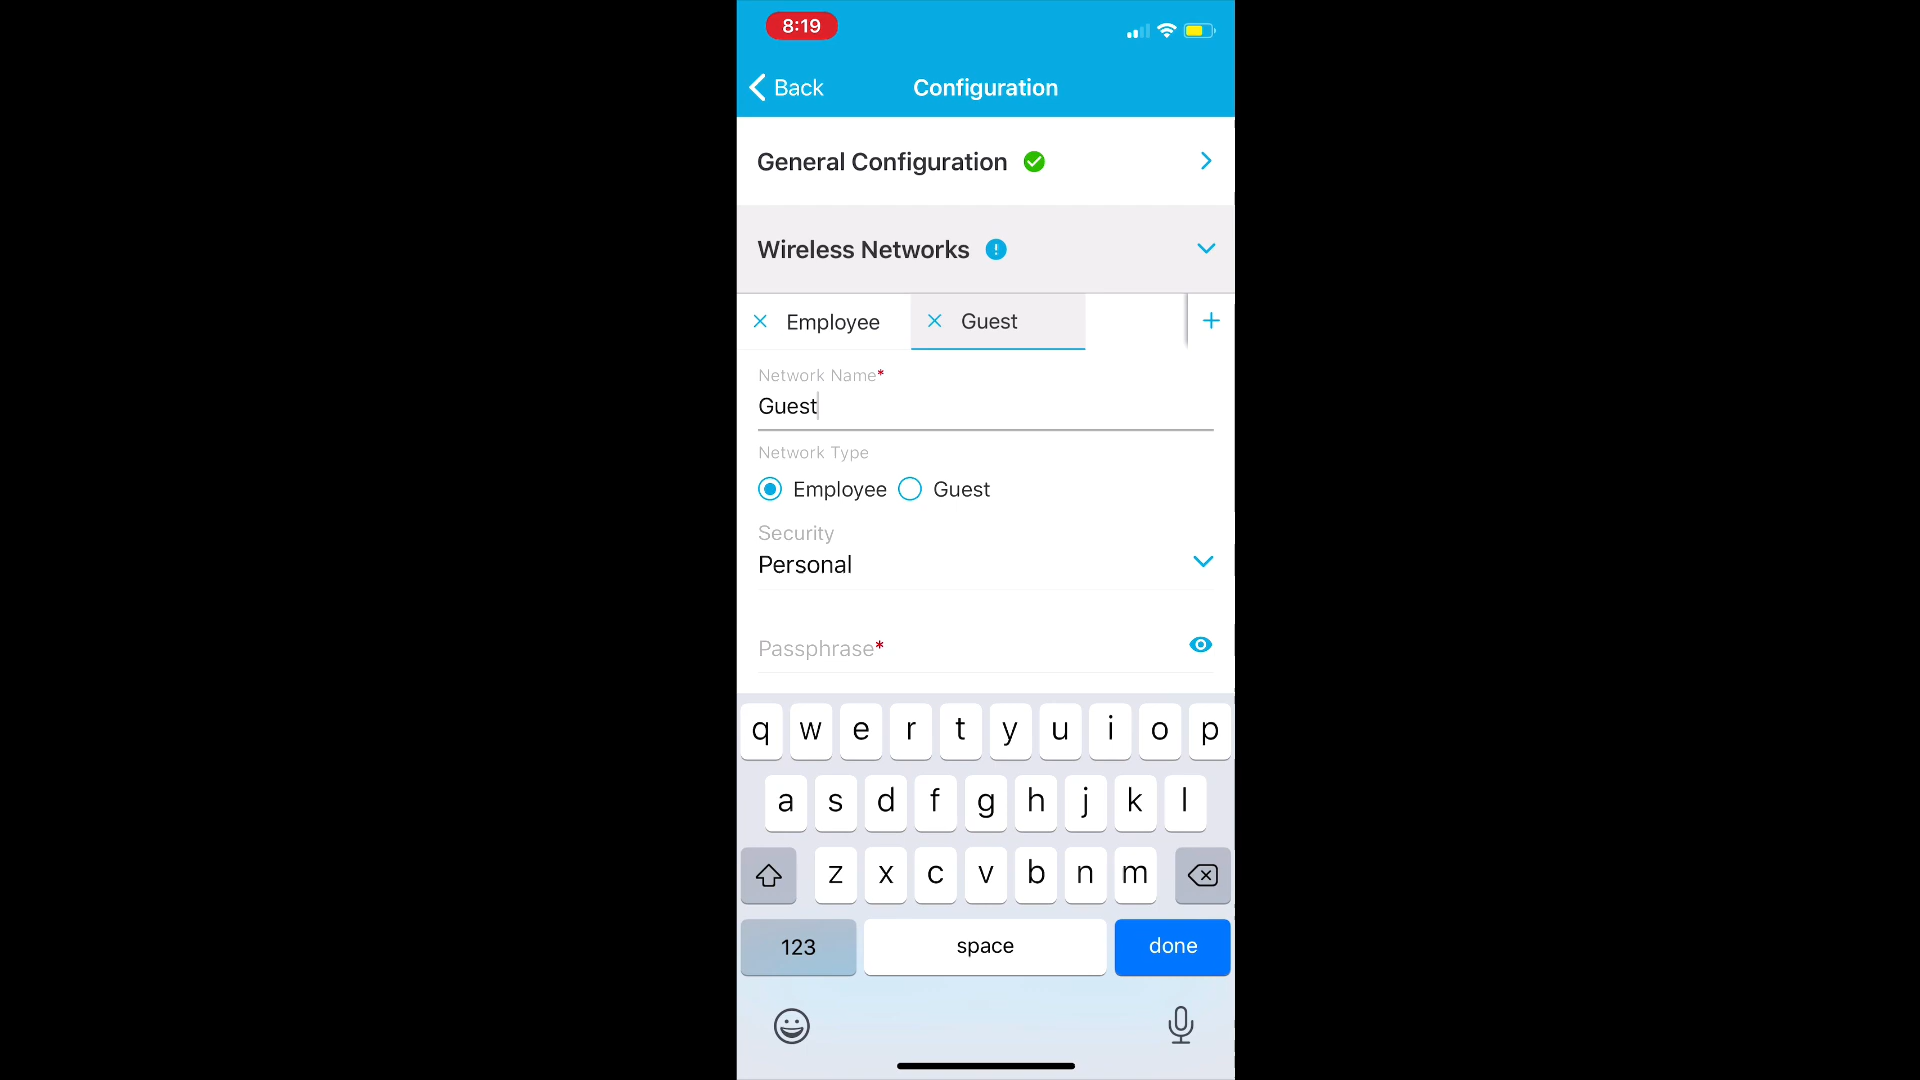 8:19
Back
Configuration
General Configuration
Wireless Networks
Employee
Guest
Network Name*
Guest
Network Type
Employee
Guest
Security
Personal
Passphrase*
q w e r t y u i o p
a s d f g h j k l
z x c v b n m
123
space
done